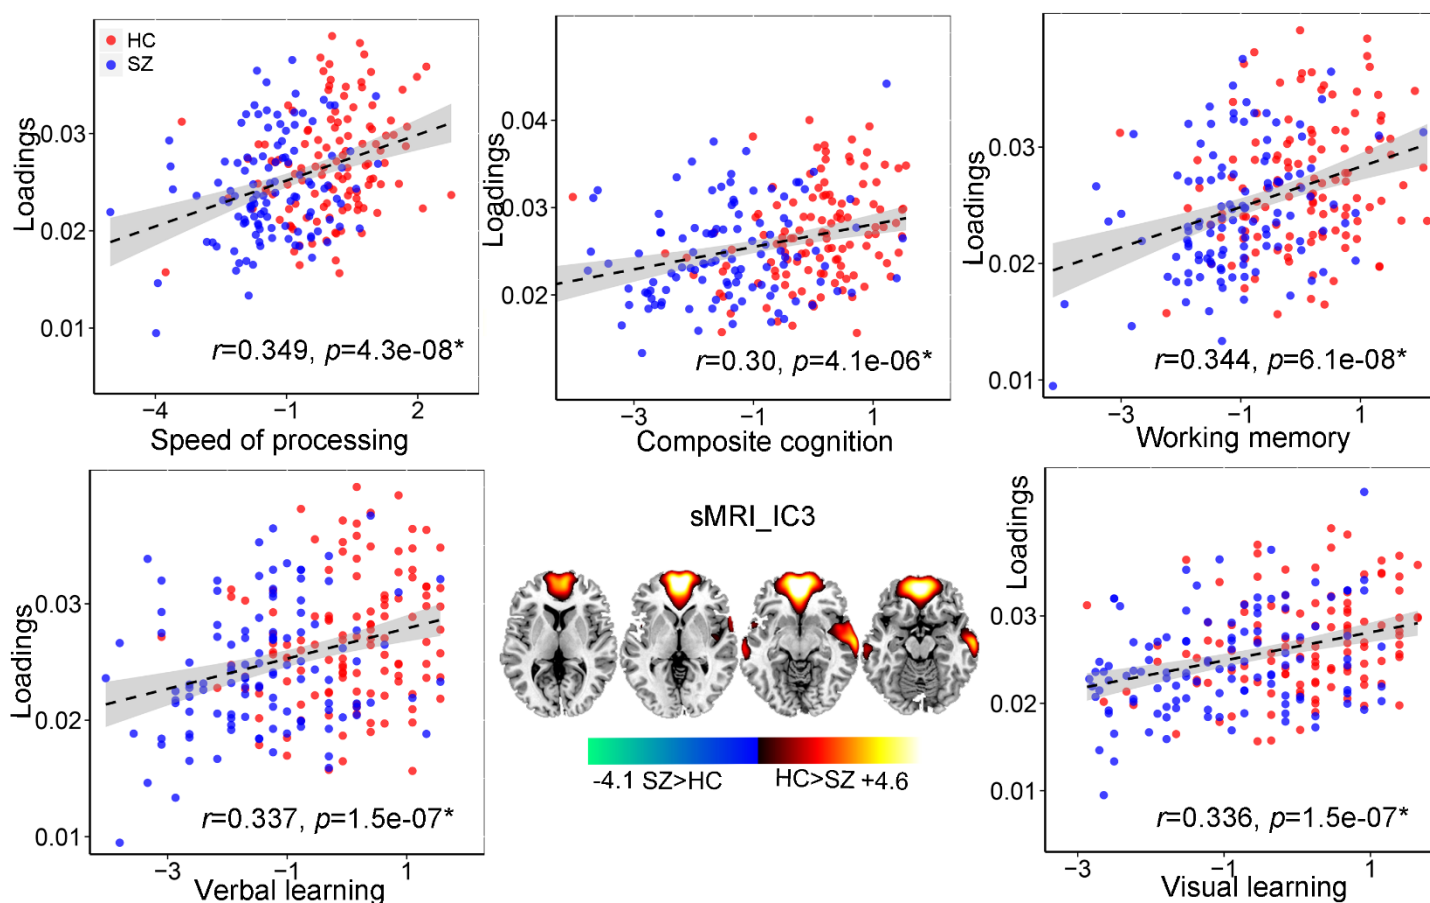 HC
SZ
Loadings
0.03
0.02
0.01
r=0.349, p=4.3e-08*
−4
−1
2
Speed of processing
Loadings
0.04
0.03
0.02
r=0.30, p=4.1e-06*
−3
−1
1
Composite cognition
Loadings
0.03
0.02
0.01
r=0.344, p=6.1e-08*
−3
−1
1
Working memory
Loadings
0.03
0.02
0.01
r=0.337, p=1.5e-07*
−3
−1
1
Verbal learning
sMRI_IC3
-4.1 SZ>HC
HC>SZ +4.6
Loadings
0.03
0.02
0.01
r=0.336, p=1.5e-07*
−3
−1
1
Visual learning